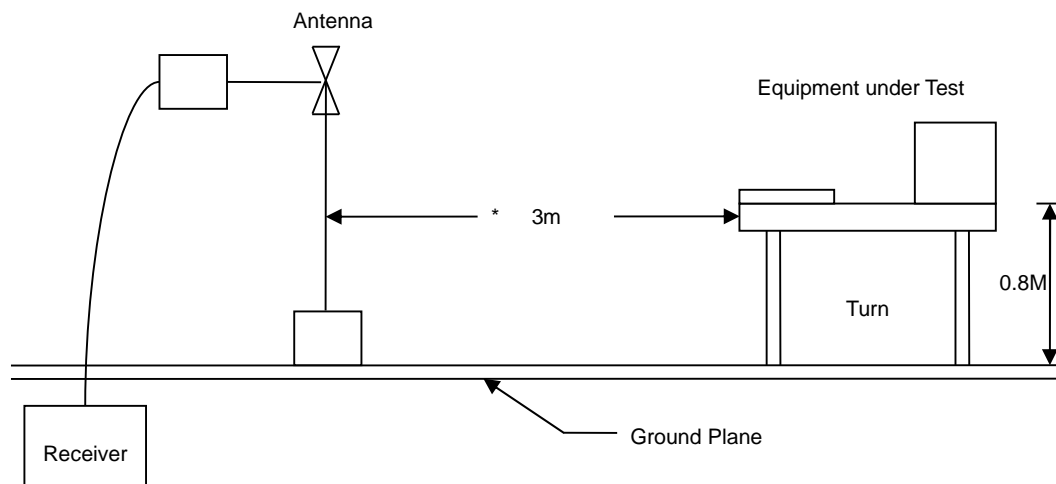 Antenna
Equipment under Test
* 3m
0.8M
Turn
Ground Plane
Receiver